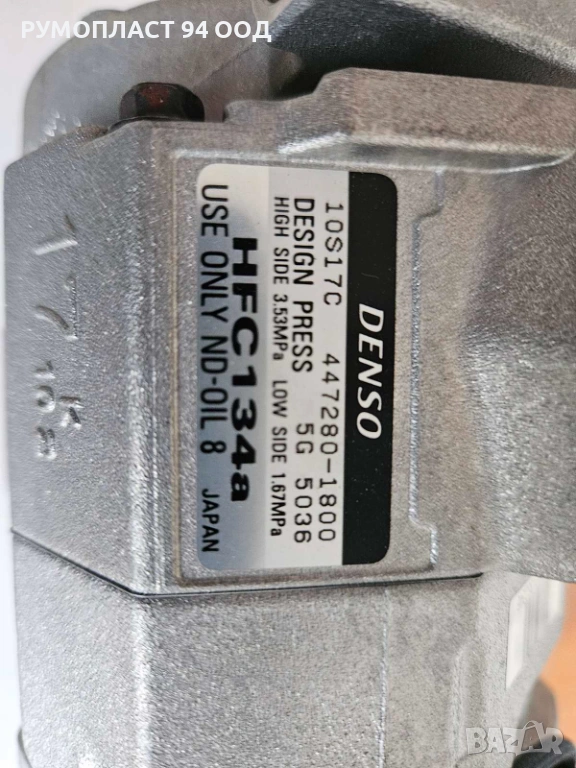 РУМОПЛАСТ 94 ООД
DENSO
10S17C 447280-1800
DESIGN PRESS 5G 5036
HIGH SIDE 3.53MPa LOW SIDE 1.67MPa
HFC134a
USE ONLY ND-OIL 8 JAPAN
BAZAR